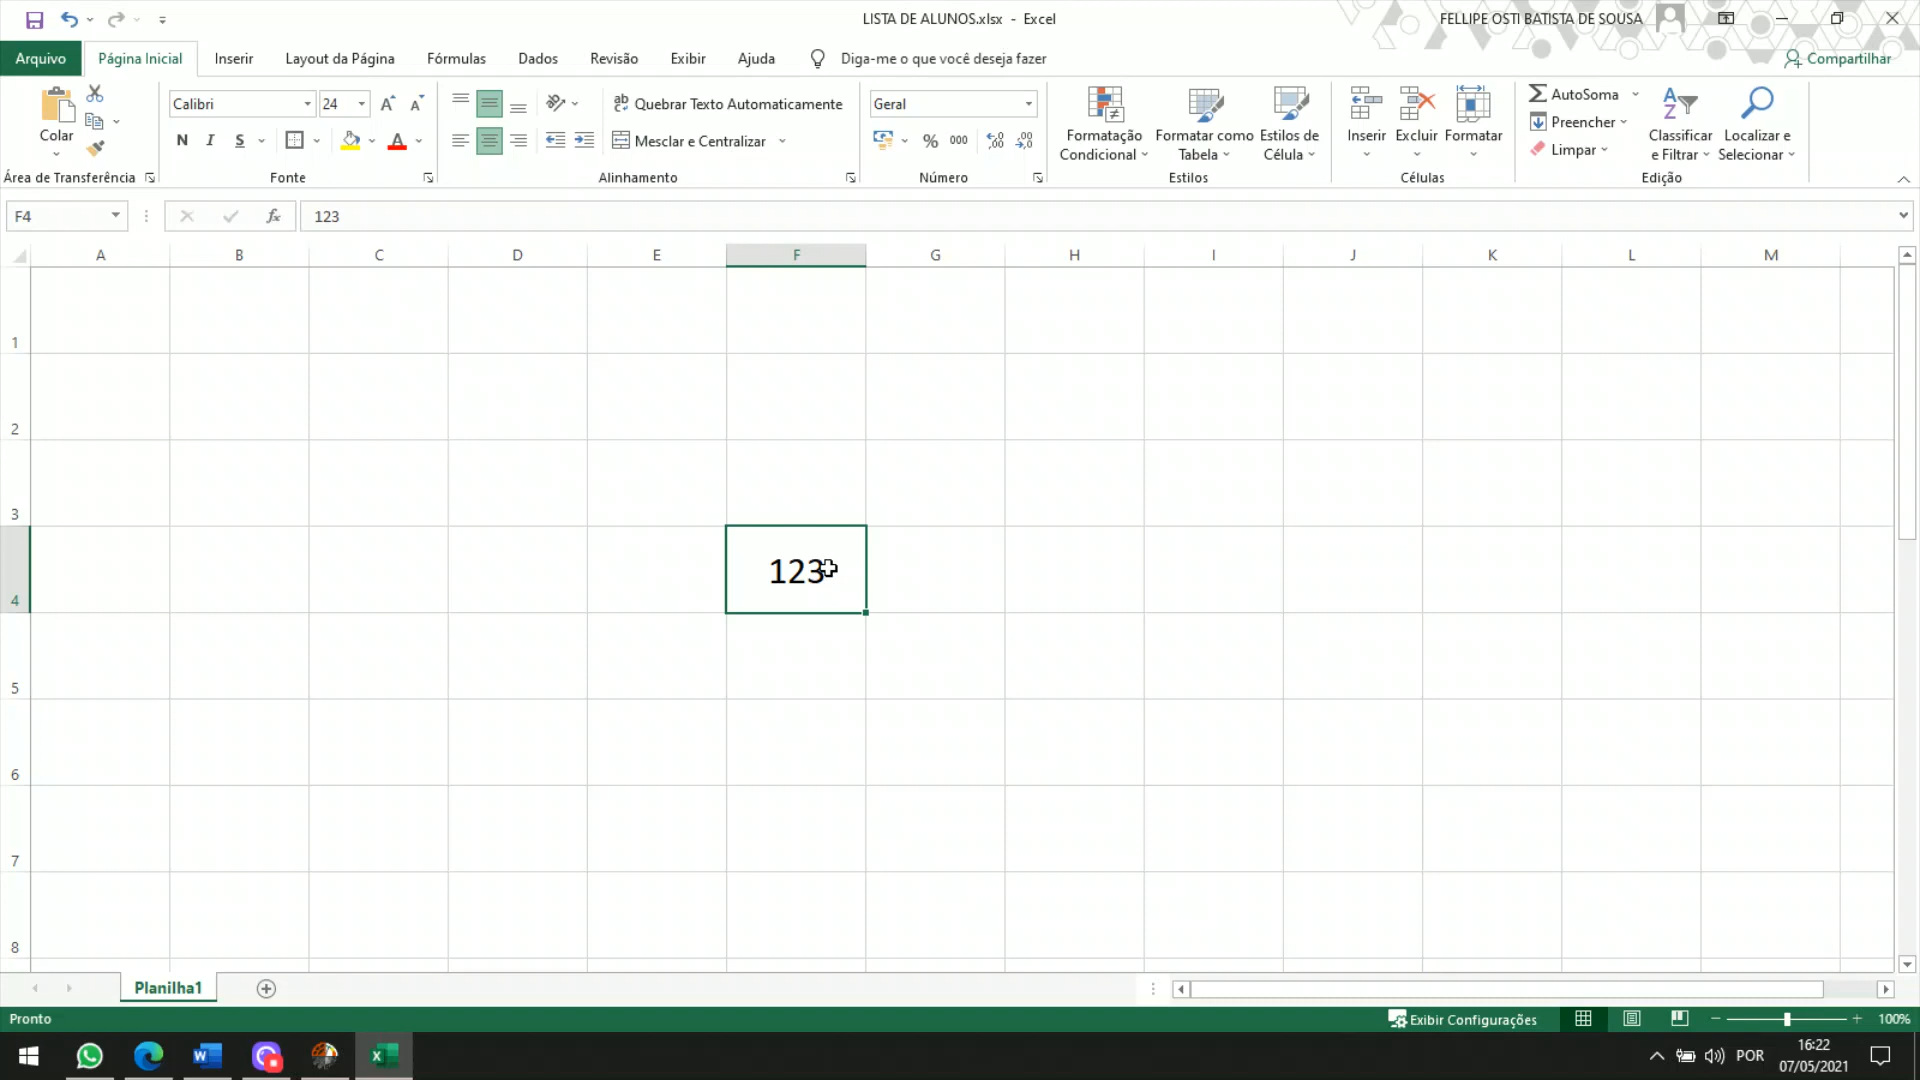 LISTA DE ALUNOS.xlsx - Excel
FELLIPE OSTI BATISTA DE SOUSA
Arquivo
Página Inicial
Inserir
Layout da Página
Fórmulas
Dados
Revisão
Exibir
Ajuda
Diga-me o que você deseja fazer
Compartilhar
Colar
Área de Transferência
Calibri
24
N
I
S
Fonte
Quebrar Texto Automaticamente
Mesclar e Centralizar
Alinhamento
Geral
%
000
Número
Formatação
Condicional
Formatar como
Tabela
Estilos de
Célula
Estilos
Inserir
Excluir
Formatar
Células
AutoSoma
Preencher
Limpar
Classificar
e Filtrar
Localizar e
Selecionar
Edição
F4
fx
123
A B C D E F G H I J K L M
1
2
3
4
123
5
6
7
8
Planilha1
Pronto
Exibir Configurações
100%
POR
16:22
07/05/2021